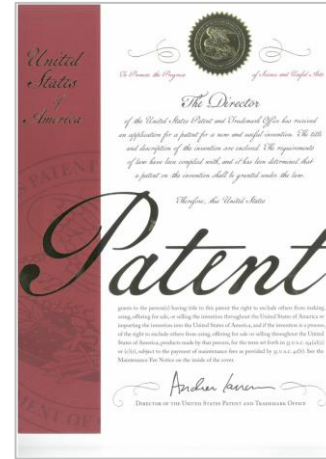 United
States
of
America
To Promote the Progress of Science and Useful Arts
The Director
of the United States Patent and Trademark Office has received
an application for a patent for a new and useful invention. The title
and description of the invention are enclosed. The requirements
of law have been complied with, and it has been determined that
a patent on the invention shall be granted under the law.
Therefore, this United States
Patent
grants to the person(s) having title to this patent the right to exclude others from making,
using, offering for sale, or selling the invention throughout the United States of America or
importing the invention into the United States of America, and if the invention is a process,
of the right to exclude others from using, offering for sale or selling throughout the United
States of America, products made by that process, for the term set forth in 35 U.S.C. 154(a)(2)
or (c)(1), subject to the payment of maintenance fees as provided by 35 U.S.C. 41(b). See the
Maintenance Fee Notice on the inside of the cover.
Director of the United States Patent and Trademark Office